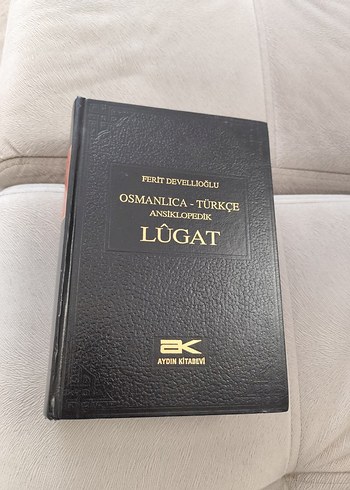 FERİT DEVELLİOĞLU
OSMANLICA - TÜRKÇE
ANSİKLOPEDİK
LÛGAT
AK
AYDIN KİTABEVİ